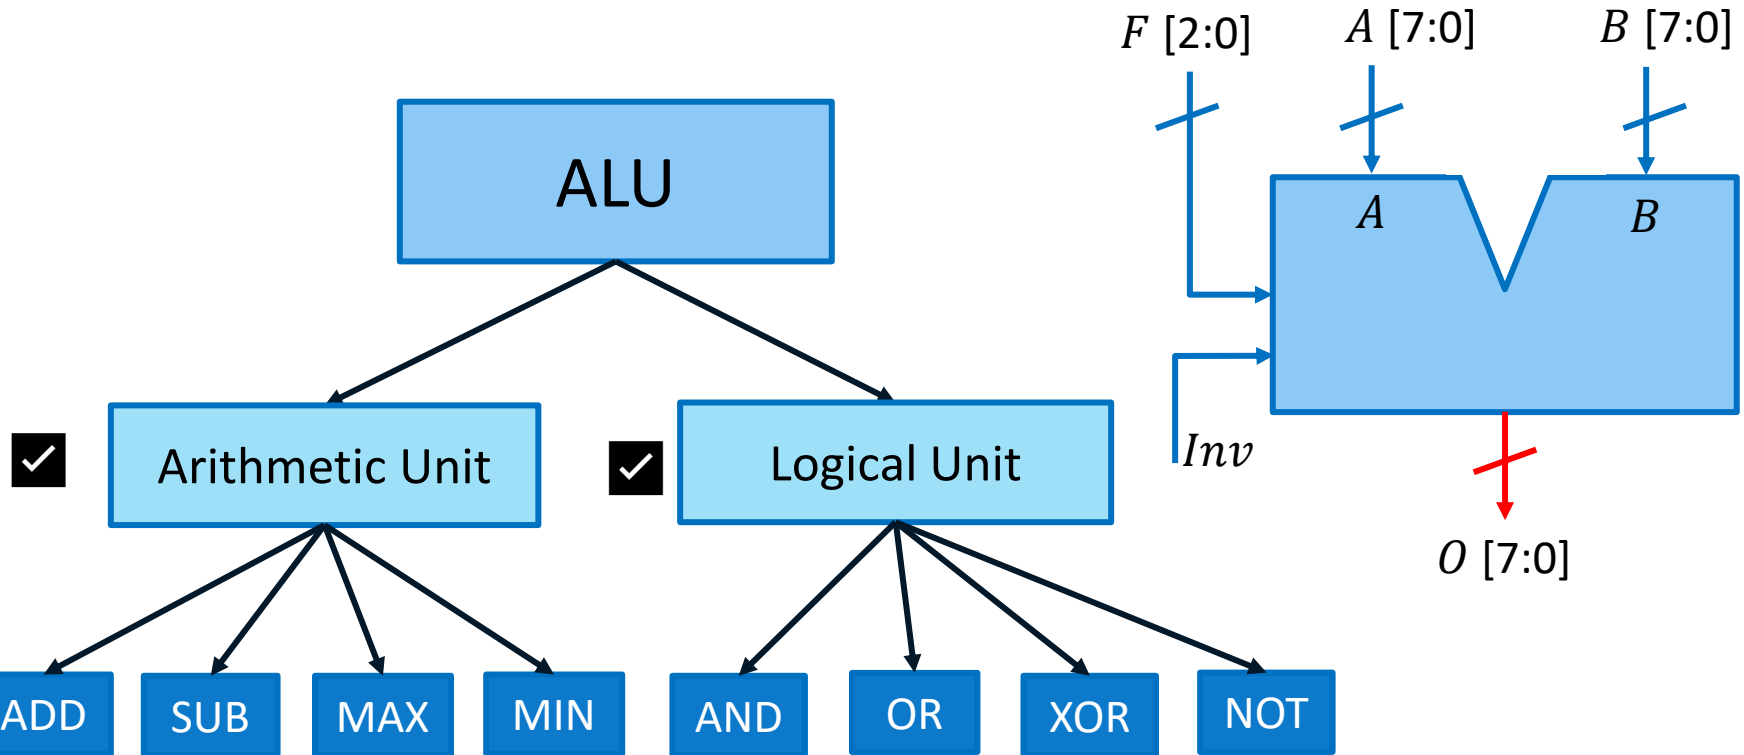 F [2:0]
A [7:0]
B [7:0]
ALU
A
B
Arithmetic Unit
Logical Unit
Inv
O [7:0]
ADD
SUB
MAX
MIN
AND
OR
XOR
NOT